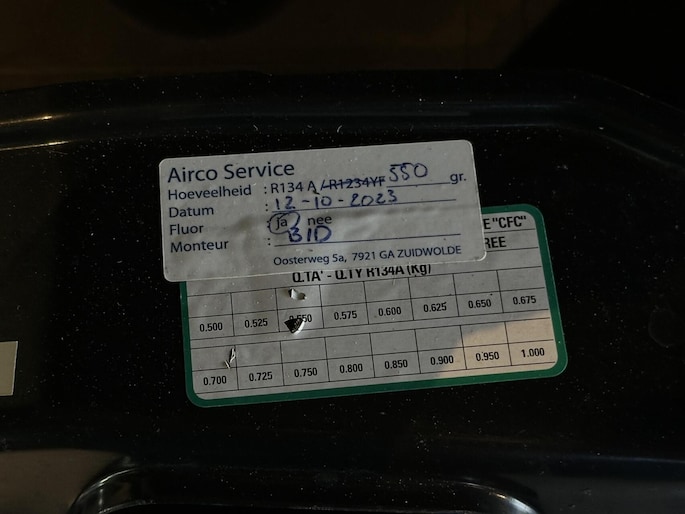 Airco Service
Hoeveelheid : R134 A / R1234YF 550 gr.
Datum : 12-10-2023
Fluor : Ja nee
Monteur : BID
Oosterweg 5a, 7921 GA ZUIDWOLDE
E "CFC"
REE
Q.TA' - Q.TY R134A (Kg)
0.500 0.525 0.550 0.575 0.600 0.625 0.650 0.675
0.700 0.725 0.750 0.800 0.850 0.900 0.950 1.000